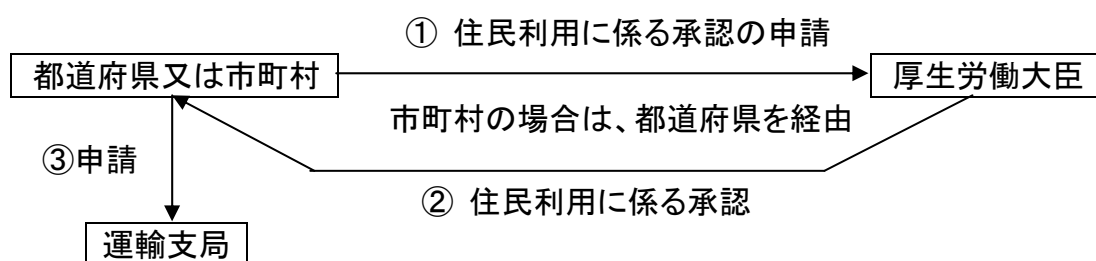 ① 住民利用に係る承認の申請
都道府県又は市町村
厚生労働大臣
市町村の場合は、都道府県を経由
③申請
② 住民利用に係る承認
運輸支局